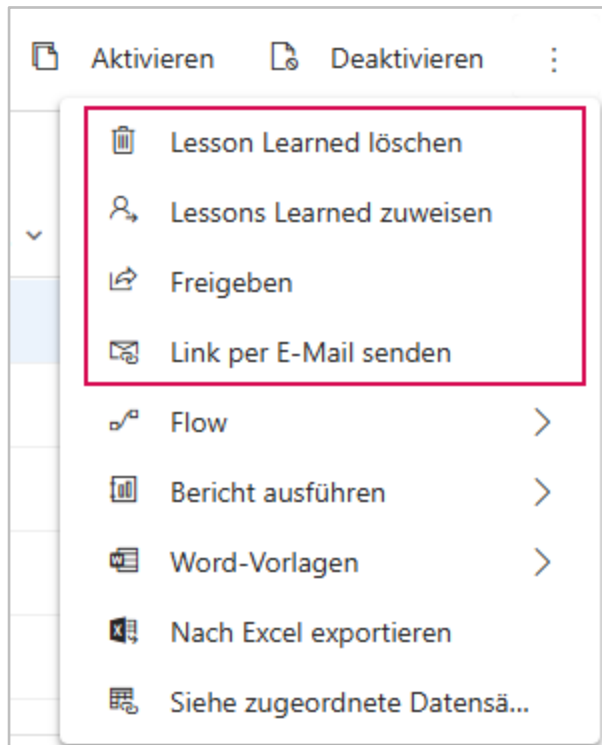 Aktivieren Deaktivieren
Lesson Learned löschen
Lessons Learned zuweisen
Freigeben
Link per E-Mail senden
Flow
Bericht ausführen
Word-Vorlagen
Nach Excel exportieren
Siehe zugeordnete Datensä...